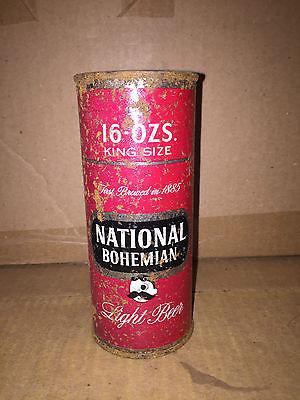 16-OZS.
KING SIZE
First Brewed in 1885
NATIONAL
BOHEMIAN
Light Beer